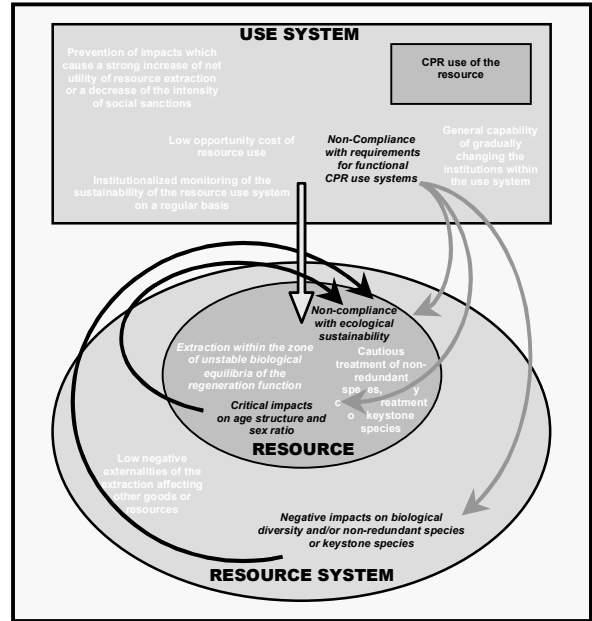 USE SYSTEM
Prevention of impacts which
cause a strong increase of net
utility of resource extraction
or a decrease of the intensity
of social sanctions
CPR use of the
resource
Low opportunity cost of
resource use
Non-Compliance
with requirements
for functional
CPR use systems
General capability
of gradually
changing the
institutions within
the use system
Institutionalized monitoring of the
sustainability of the resource use system
on a regular basis
Non-compliance
with ecological
sustainability
Extraction within the zone
of unstable biological
equilibria of the
regeneration function
Cautious
treatment of non-
redundant
keystone
species
Critical impacts
on age structure and
sex ratio
RESOURCE
Low negative
externalities of the
extraction affecting
other goods or
resources
Negative impacts on biological
diversity and/or non-redundant species
or keystone species
RESOURCE SYSTEM